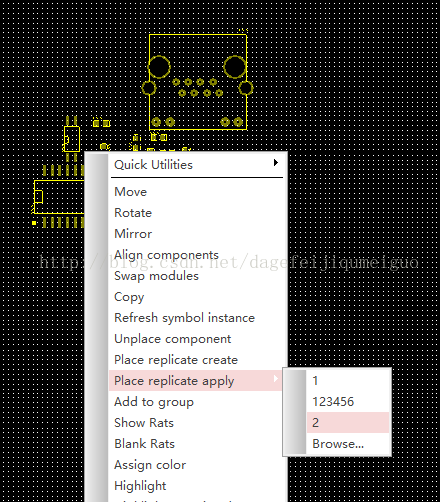 Quick Utilities
Move
Rotate
Mirror
Align components
http://blog.csdn.net/dagefeijiqumeiguo
Swap modules
Copy
Refresh symbol instance
Unplace component
Place replicate create
Place replicate apply
1
Add to group
123456
Show Rats
2
Blank Rats
Browse...
Assign color
Highlight